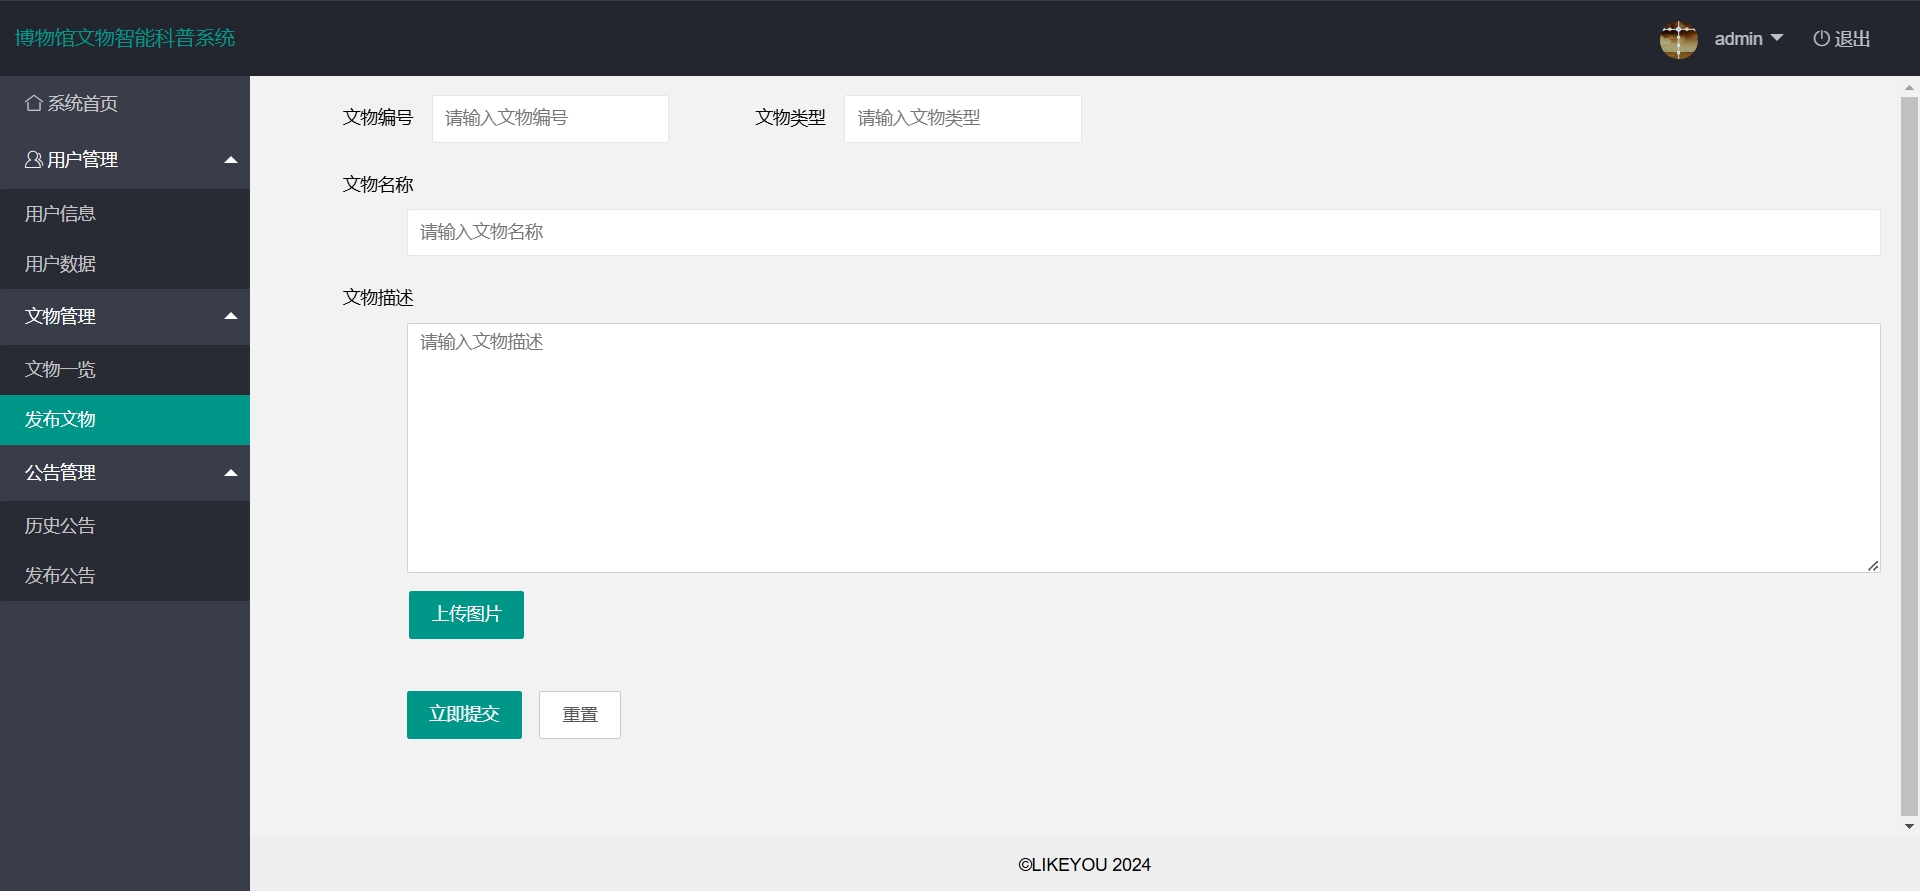 博物馆文物智能科普系统
admin
退出
系统首页
用户管理
用户信息
用户数据
文物管理
文物一览
发布文物
公告管理
历史公告
发布公告
文物编号 请输入文物编号 文物类型 请输入文物类型
文物名称
请输入文物名称
文物描述
请输入文物描述
上传图片
立即提交 重置
©LIKEYOU 2024